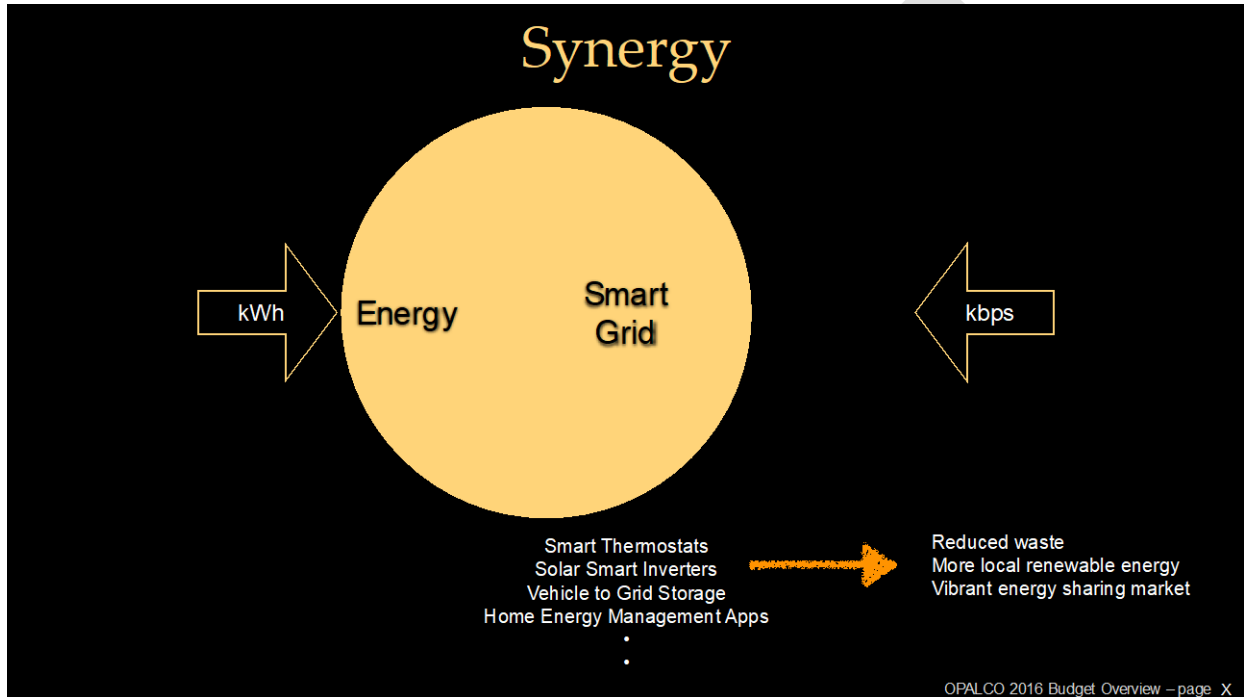 Synergy
kWh
Energy
Smart
Grid
kbps
Smart Thermostats
Solar Smart Inverters
Vehicle to Grid Storage
Home Energy Management Apps
•
•
Reduced waste
More local renewable energy
Vibrant energy sharing market
OPALCO 2016 Budget Overview – page X